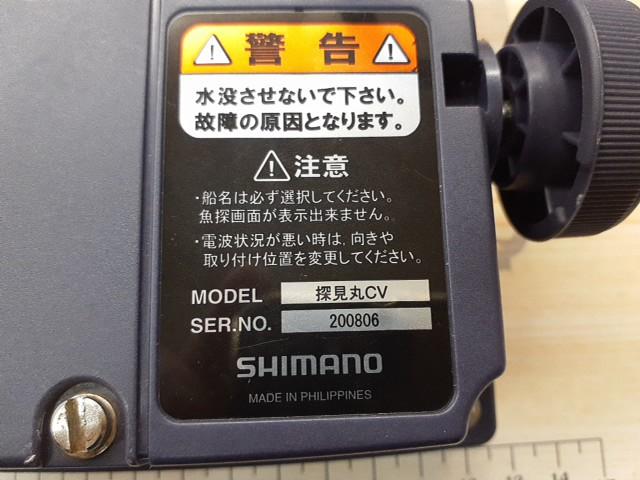 警告
水没させないで下さい。
故障の原因となります。
注意
・船名は必ず選択してください。
魚探画面が表示出来ません。
・電波状況が悪い時は、向きや
取り付け位置を変更してください。
MODEL 探見丸CV
SER.NO. 200806
SHIMANO
MADE IN PHILIPPINES